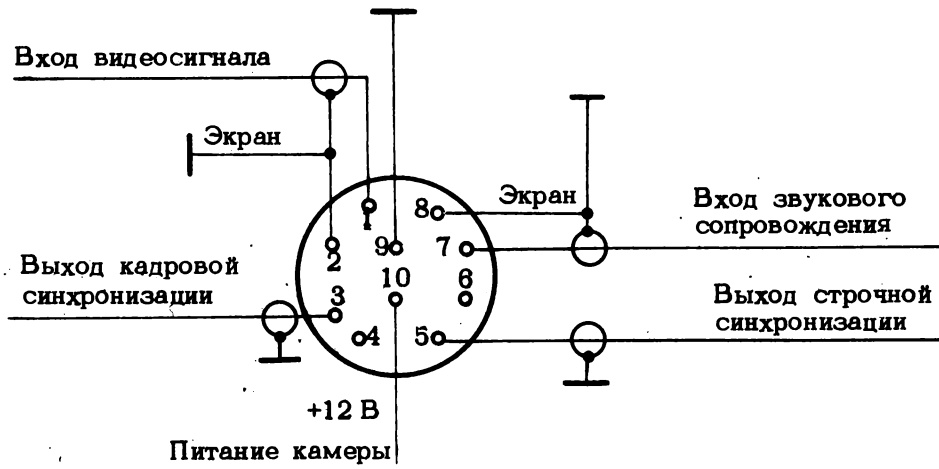 Вход видеосигнала
Экран
Экран
Вход звукового
сопровождения
1
8
2
9
7
Выход кадровой
синхронизации
10
6
3
Выход строчной
синхронизации
4
5
+12 В
Питание камеры